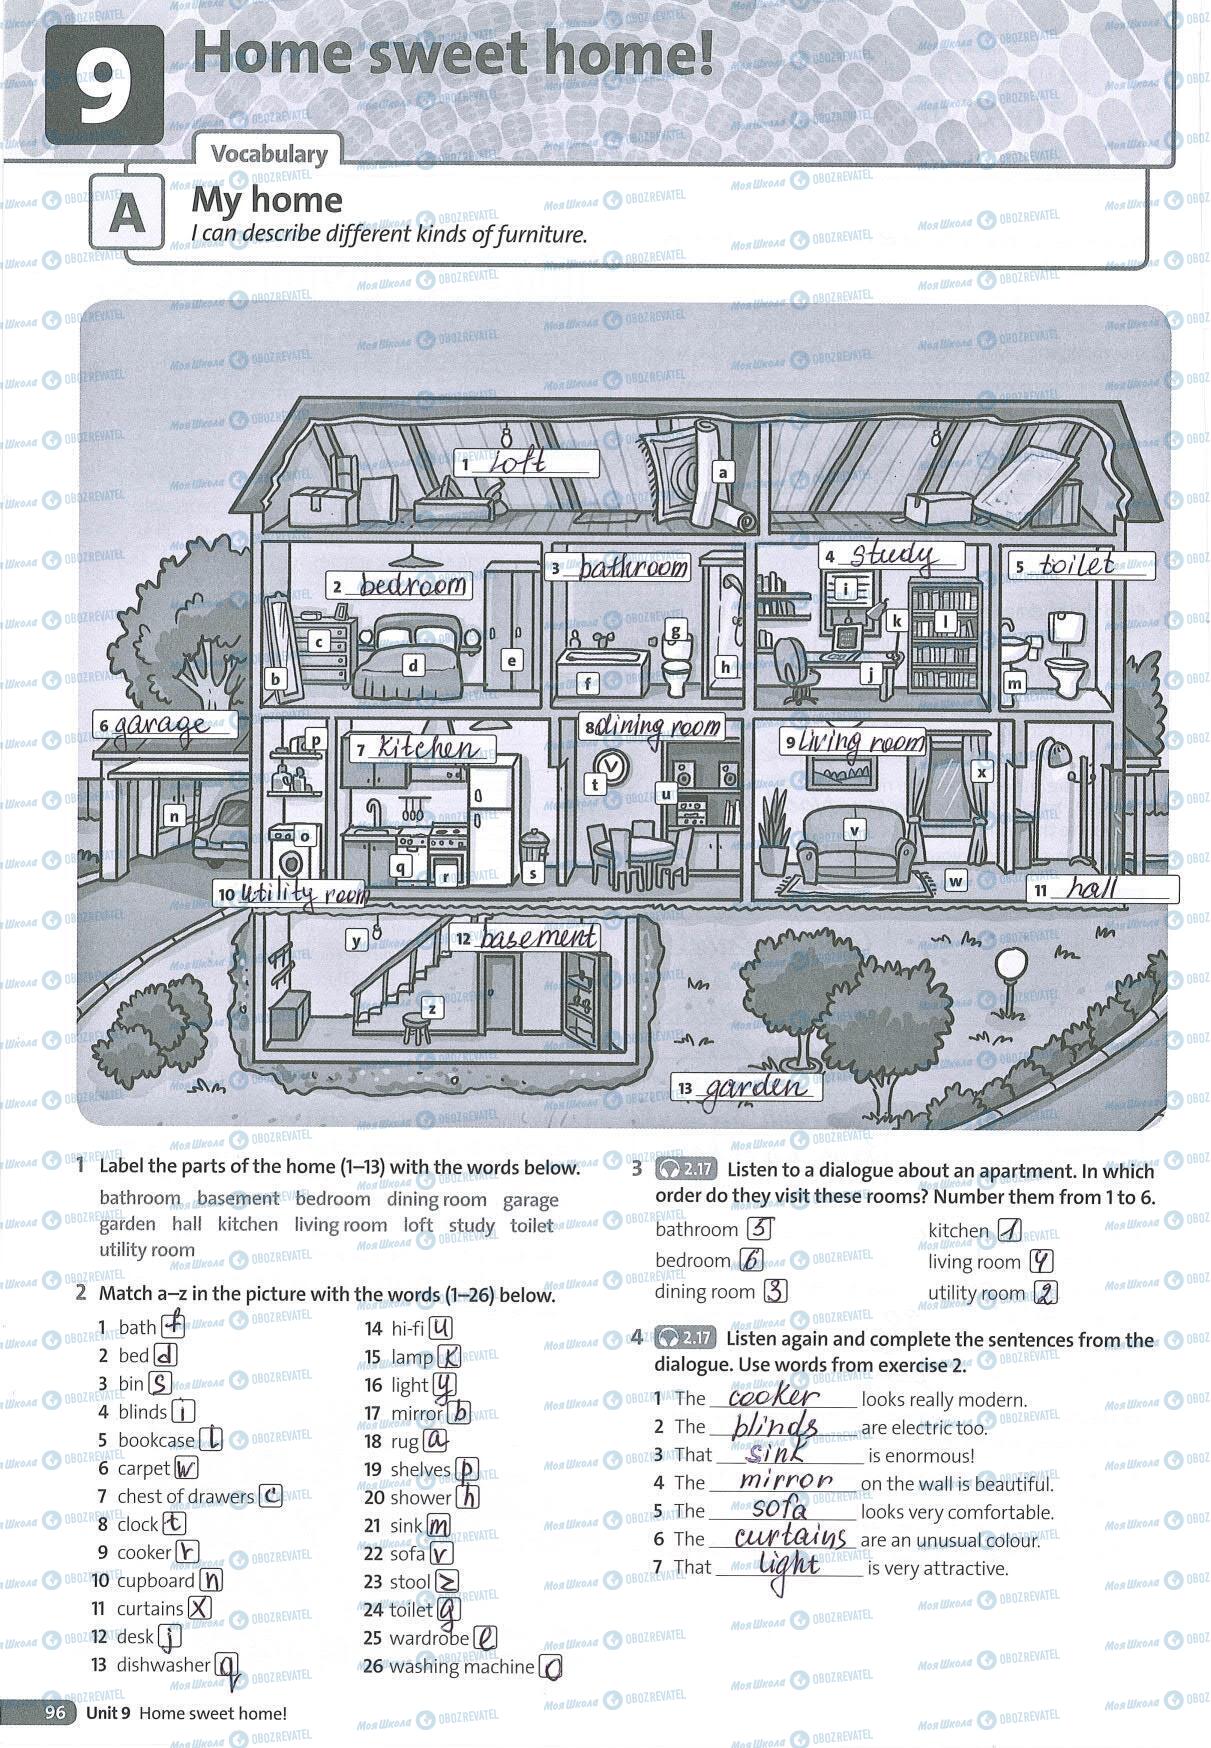 9 Home sweet home!
Vocabulary
A My home
I can describe different kinds of furniture.
1 Loft
a
2 bedroom
3 bathroom
4 study
5 toilet
i
c
g
k
l
b
d
e
f
h
j
m
6 garage
p
7 kitchen
8 dining room
9 living room
x
t
u
n
o
v
q
r
s
w
10 utility room
11 hall
y
12 basement
z
13 garden
1 Label the parts of the home (1–13) with the words below.
bathroom basement bedroom dining room garage
garden hall kitchen living room loft study toilet
utility room
2 Match a–z in the picture with the words (1–26) below.
1 bath f
2 bed d
3 bin s
4 blinds i
5 bookcase l
6 carpet w
7 chest of drawers c
8 clock t
9 cooker r
10 cupboard n
11 curtains x
12 desk j
13 dishwasher q
14 hi-fi u
15 lamp k
16 light y
17 mirror b
18 rug a
19 shelves p
20 shower h
21 sink m
22 sofa v
23 stool z
24 toilet g
25 wardrobe e
26 washing machine o
3 2.17 Listen to a dialogue about an apartment. In which
order do they visit these rooms? Number them from 1 to 6.
bathroom 5 kitchen 1
bedroom 6 living room 4
dining room 3 utility room 2
4 2.17 Listen again and complete the sentences from the
dialogue. Use words from exercise 2.
1 The cooker looks really modern.
2 The blinds are electric too.
3 That sink is enormous!
4 The mirror on the wall is beautiful.
5 The sofa looks very comfortable.
6 The curtains are an unusual colour.
7 That light is very attractive.
96 Unit 9 Home sweet home!
МояШкола OBOZREVATEL